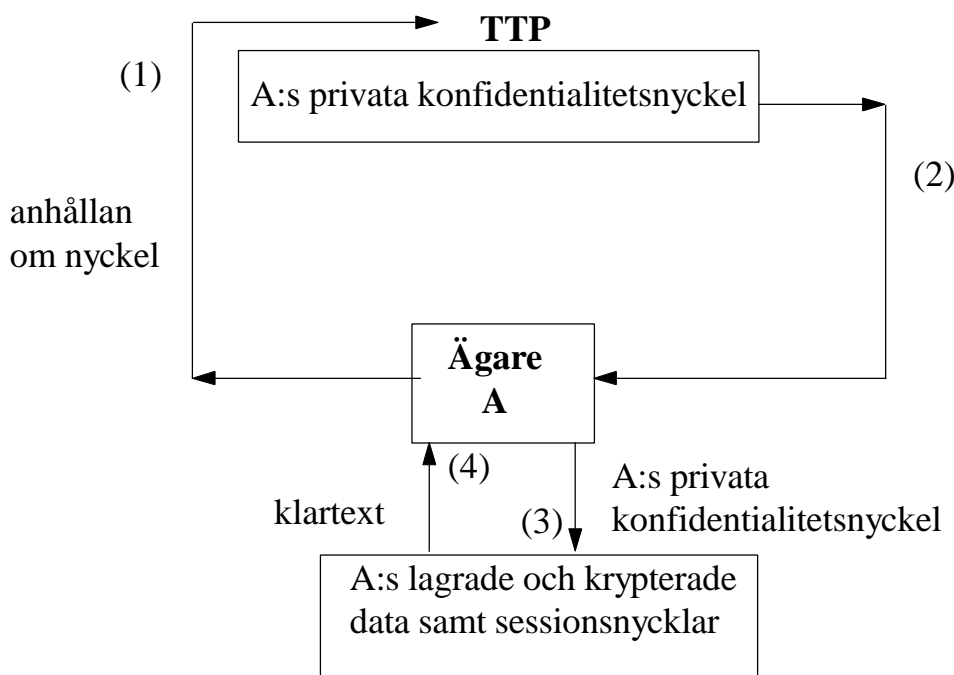 TTP
(1)
A:s privata konfidentialitetsnyckel
(2)
anhållan
om nyckel
Ägare
A
(4)
A:s privata
klartext
(3)
konfidentialitetsnyckel
A:s lagrade och krypterade
data samt sessionsnycklar